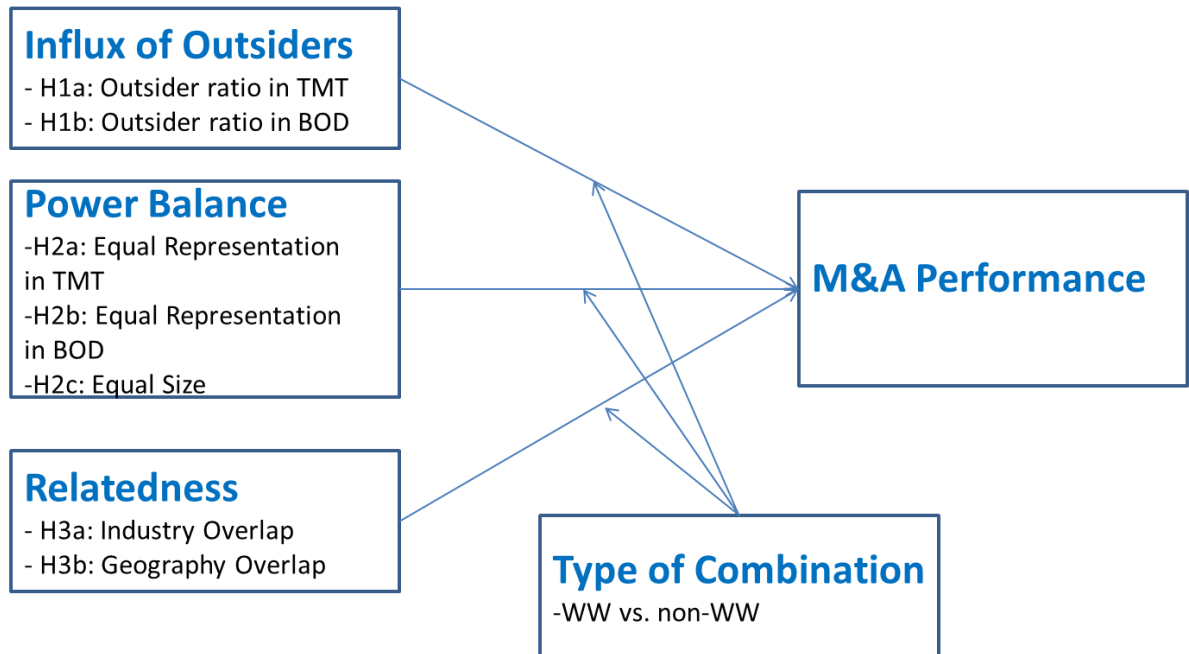 Influx of Outsiders
- H1a: Outsider ratio in TMT
- H1b: Outsider ratio in BOD
Power Balance
-H2a: Equal Representation
in TMT
-H2b: Equal Representation
in BOD
-H2c: Equal Size
M&A Performance
Relatedness
- H3a: Industry Overlap
- H3b: Geography Overlap
Type of Combination
-WW vs. non-WW